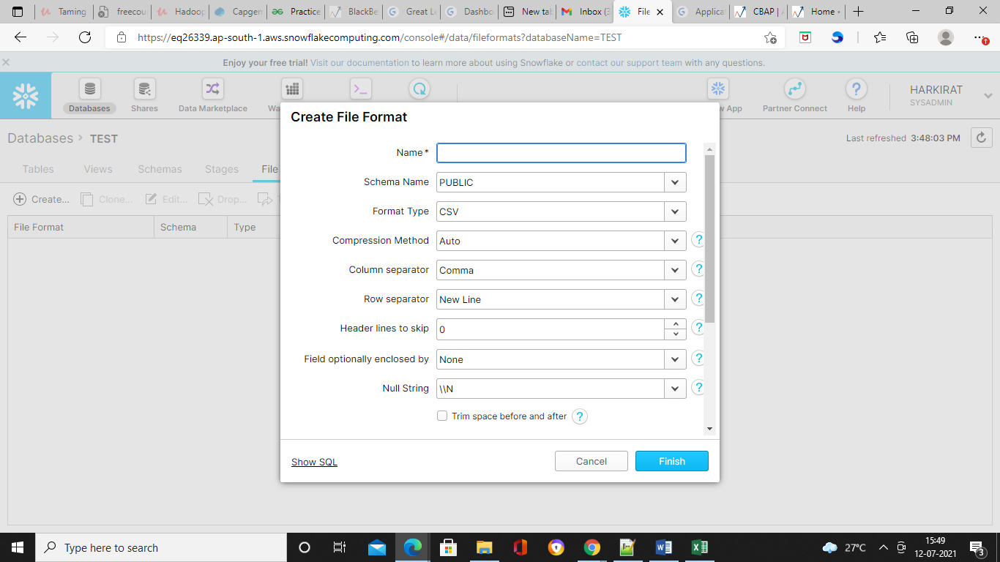 Taming
freecou
Hadoop
Capgem
Practice
BlackBe
Great Le
Dashbo
New tab
Inbox (3
File
Applicat
CBAP | A
Home -
https://eq26339.ap-south-1.aws.snowflakecomputing.com/console#/data/fileformats?databaseName=TEST
Enjoy your free trial! Visit our documentation to learn more about using Snowflake or contact our support team with any questions.
Databases
Shares
Data Marketplace
Wa
w App
Partner Connect
Help
HARKIRAT
SYSADMIN
Databases > TEST
Last refreshed 3:48:03 PM
Tables
Views
Schemas
Stages
File
Create...
Clone...
Edit...
Drop...
T
File Format
Schema
Type
Create File Format
Name *
Schema Name PUBLIC
Format Type CSV
Compression Method Auto ?
Column separator Comma ?
Row separator New Line ?
Header lines to skip 0 ?
Field optionally enclosed by None ?
Null String \\N ?
Trim space before and after ?
Show SQL
Cancel
Finish
Type here to search
27°C
15:49
12-07-2021
3